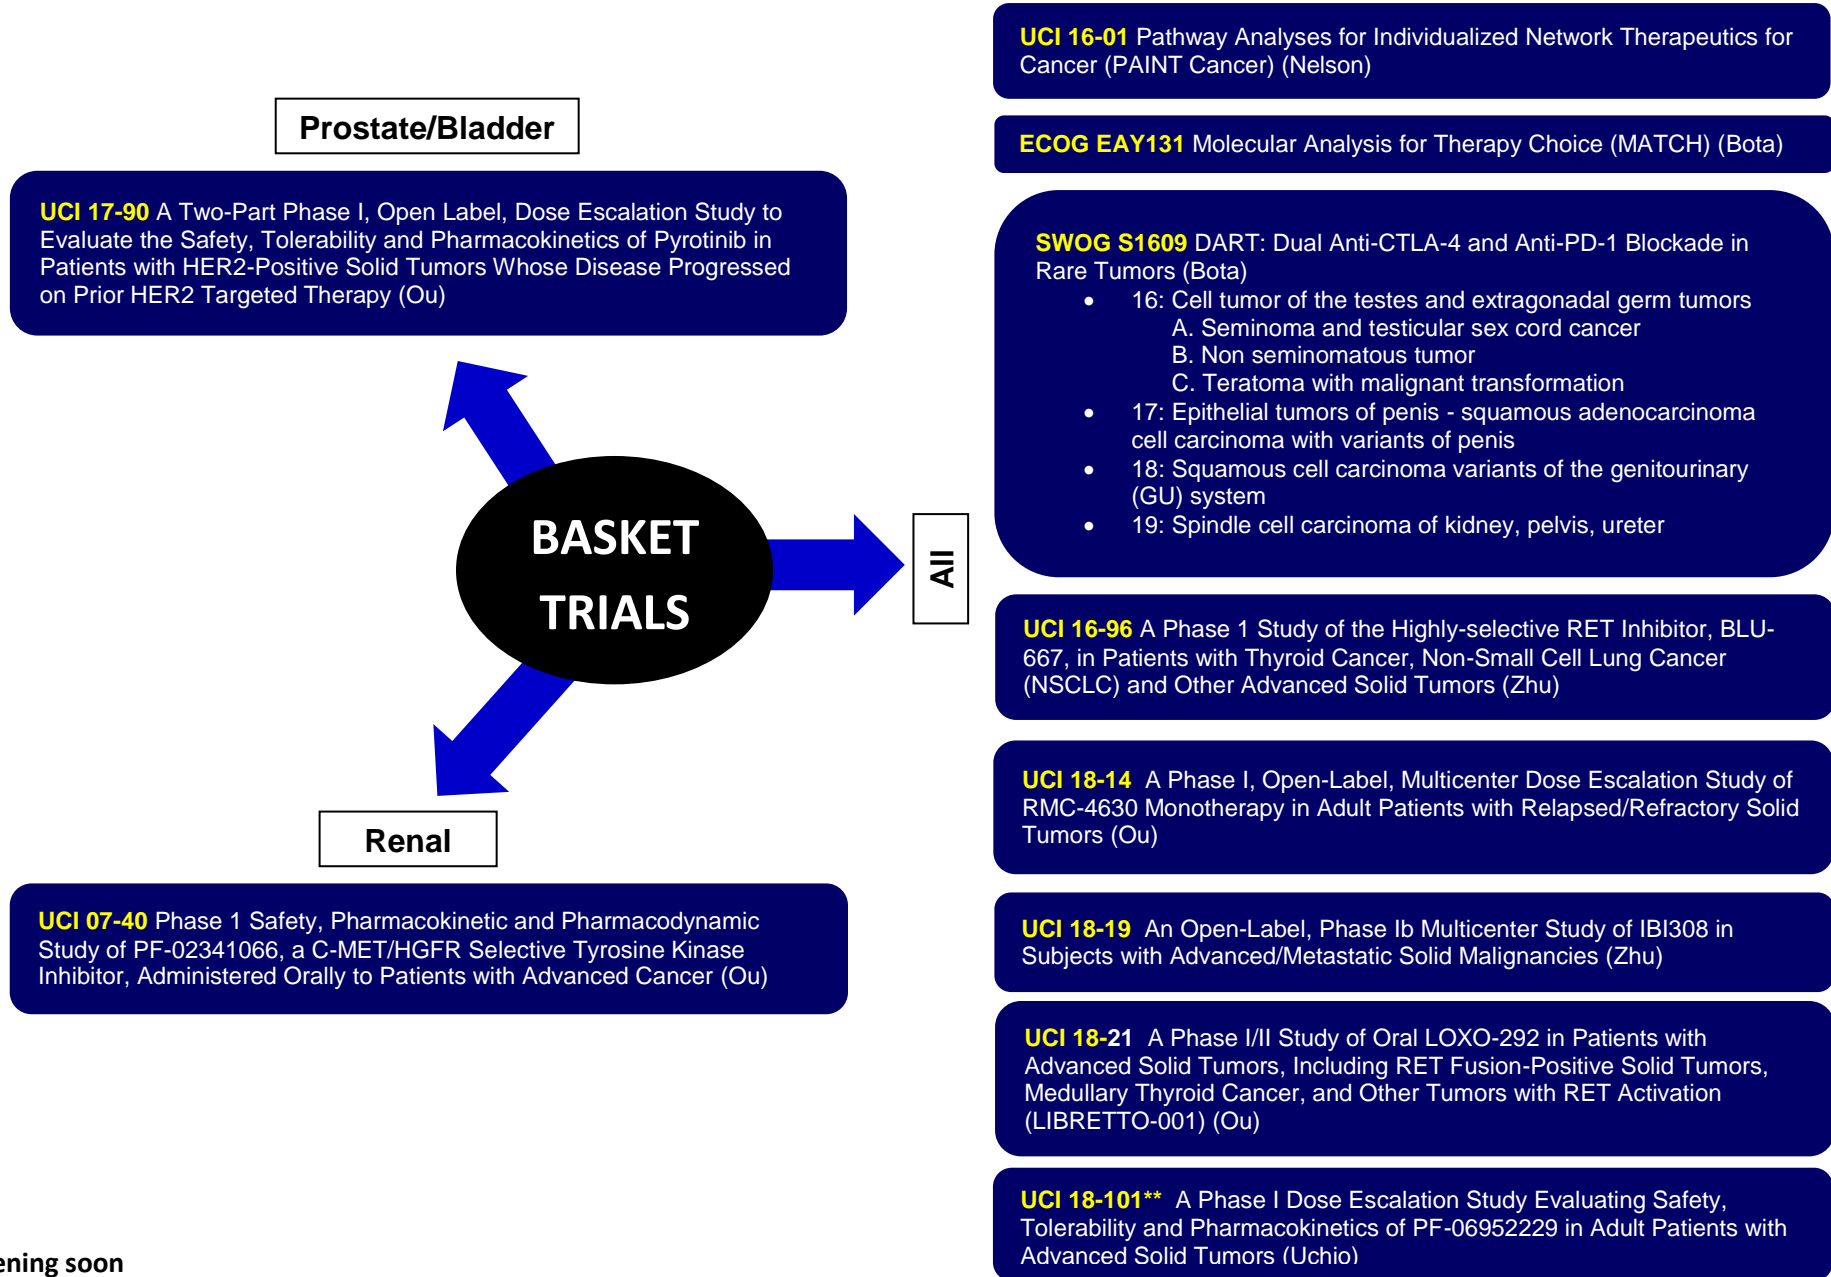 Prostate/Bladder
UCI 17-90 A Two-Part Phase I, Open Label, Dose Escalation Study to
Evaluate the Safety, Tolerability and Pharmacokinetics of Pyrotinib in
Patients with HER2-Positive Solid Tumors Whose Disease Progressed
on Prior HER2 Targeted Therapy (Ou)
BASKET
TRIALS
All
Renal
UCI 07-40 Phase 1 Safety, Pharmacokinetic and Pharmacodynamic
Study of PF-02341066, a C-MET/HGFR Selective Tyrosine Kinase
Inhibitor, Administered Orally to Patients with Advanced Cancer (Ou)
UCI 16-01 Pathway Analyses for Individualized Network Therapeutics for
Cancer (PAINT Cancer) (Nelson)
ECOG EAY131 Molecular Analysis for Therapy Choice (MATCH) (Bota)
SWOG S1609 DART: Dual Anti-CTLA-4 and Anti-PD-1 Blockade in
Rare Tumors (Bota)
• 16: Cell tumor of the testes and extragonadal germ tumors
A. Seminoma and testicular sex cord cancer
B. Non seminomatous tumor
C. Teratoma with malignant transformation
• 17: Epithelial tumors of penis - squamous adenocarcinoma
cell carcinoma with variants of penis
• 18: Squamous cell carcinoma variants of the genitourinary
(GU) system
• 19: Spindle cell carcinoma of kidney, pelvis, ureter
UCI 16-96 A Phase 1 Study of the Highly-selective RET Inhibitor, BLU-
667, in Patients with Thyroid Cancer, Non-Small Cell Lung Cancer
(NSCLC) and Other Advanced Solid Tumors (Zhu)
UCI 18-14 A Phase I, Open-Label, Multicenter Dose Escalation Study of
RMC-4630 Monotherapy in Adult Patients with Relapsed/Refractory Solid
Tumors (Ou)
UCI 18-19 An Open-Label, Phase Ib Multicenter Study of IBI308 in
Subjects with Advanced/Metastatic Solid Malignancies (Zhu)
UCI 18-21 A Phase I/II Study of Oral LOXO-292 in Patients with
Advanced Solid Tumors, Including RET Fusion-Positive Solid Tumors,
Medullary Thyroid Cancer, and Other Tumors with RET Activation
(LIBRETTO-001) (Ou)
UCI 18-101** A Phase I Dose Escalation Study Evaluating Safety,
Tolerability and Pharmacokinetics of PF-06952229 in Adult Patients with
Advanced Solid Tumors (Uchio)
ening soon